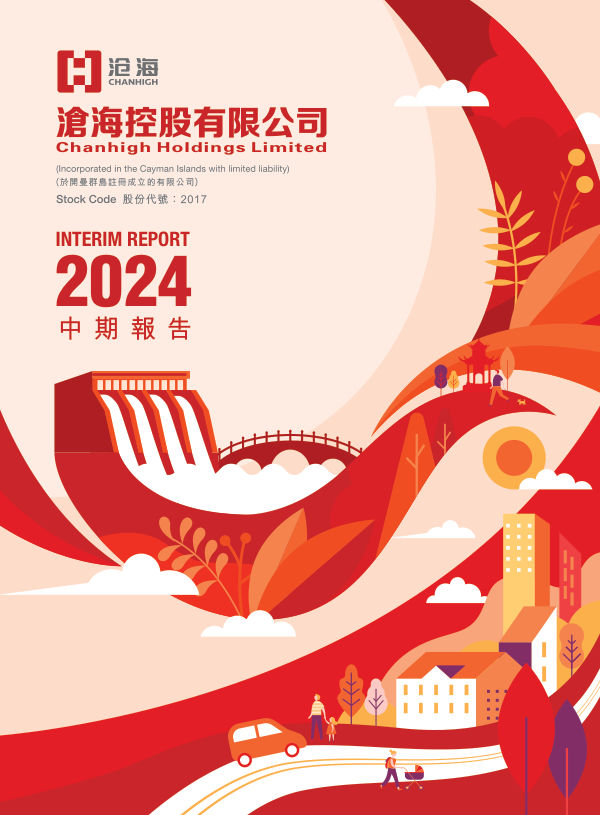 沧海
CHANHIGH
滄海控股有限公司
Chanhigh Holdings Limited
(Incorporated in the Cayman Islands with limited liability)
(於開曼群島註冊成立的有限公司)
Stock Code 股份代號：2017
INTERIM REPORT
2024
中期報告